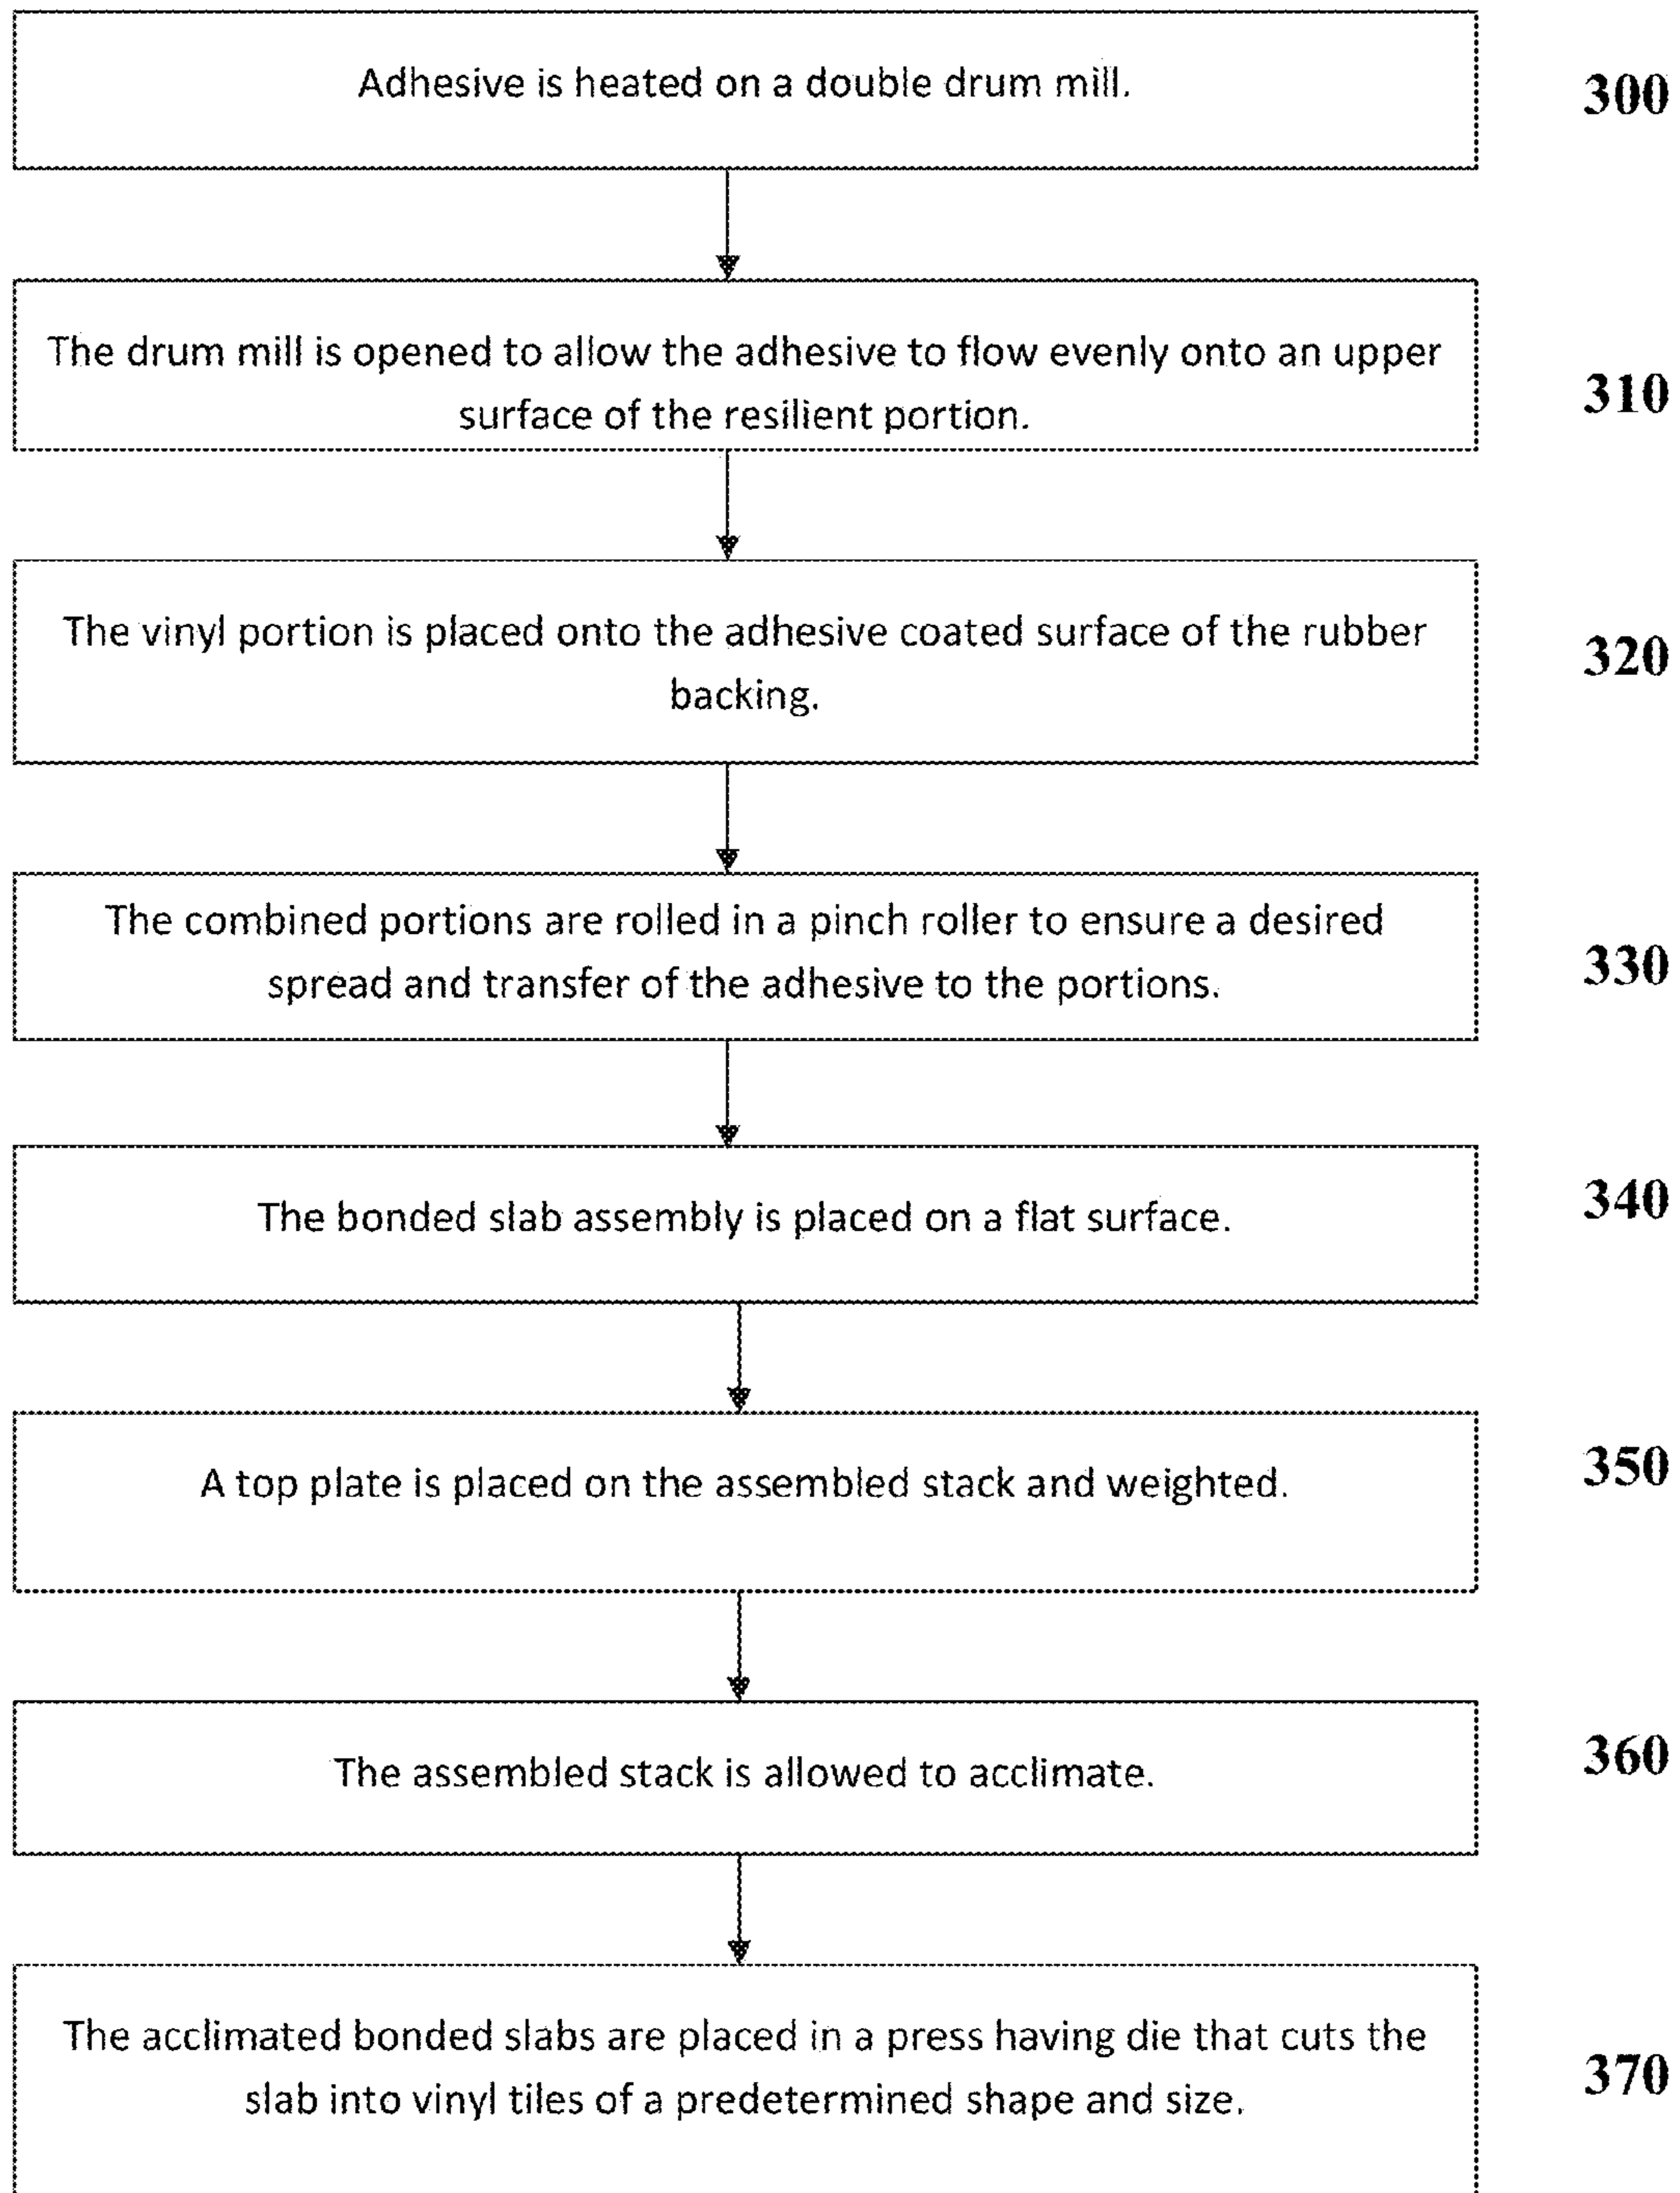 Adhesive is heated on a double drum mill.
300
The drum mill is opened to allow the adhesive to flow evenly onto an upper
surface of the resilient portion.
310
The vinyl portion is placed onto the adhesive coated surface of the rubber
backing.
320
The combined portions are rolled in a pinch roller to ensure a desired
spread and transfer of the adhesive to the portions.
330
The bonded slab assembly is placed on a flat surface.
340
A top plate is placed on the assembled stack and weighted.
350
The assembled stack is allowed to acclimate.
360
The acclimated bonded slabs are placed in a press having die that cuts the
slab into vinyl tiles of a predetermined shape and size.
370